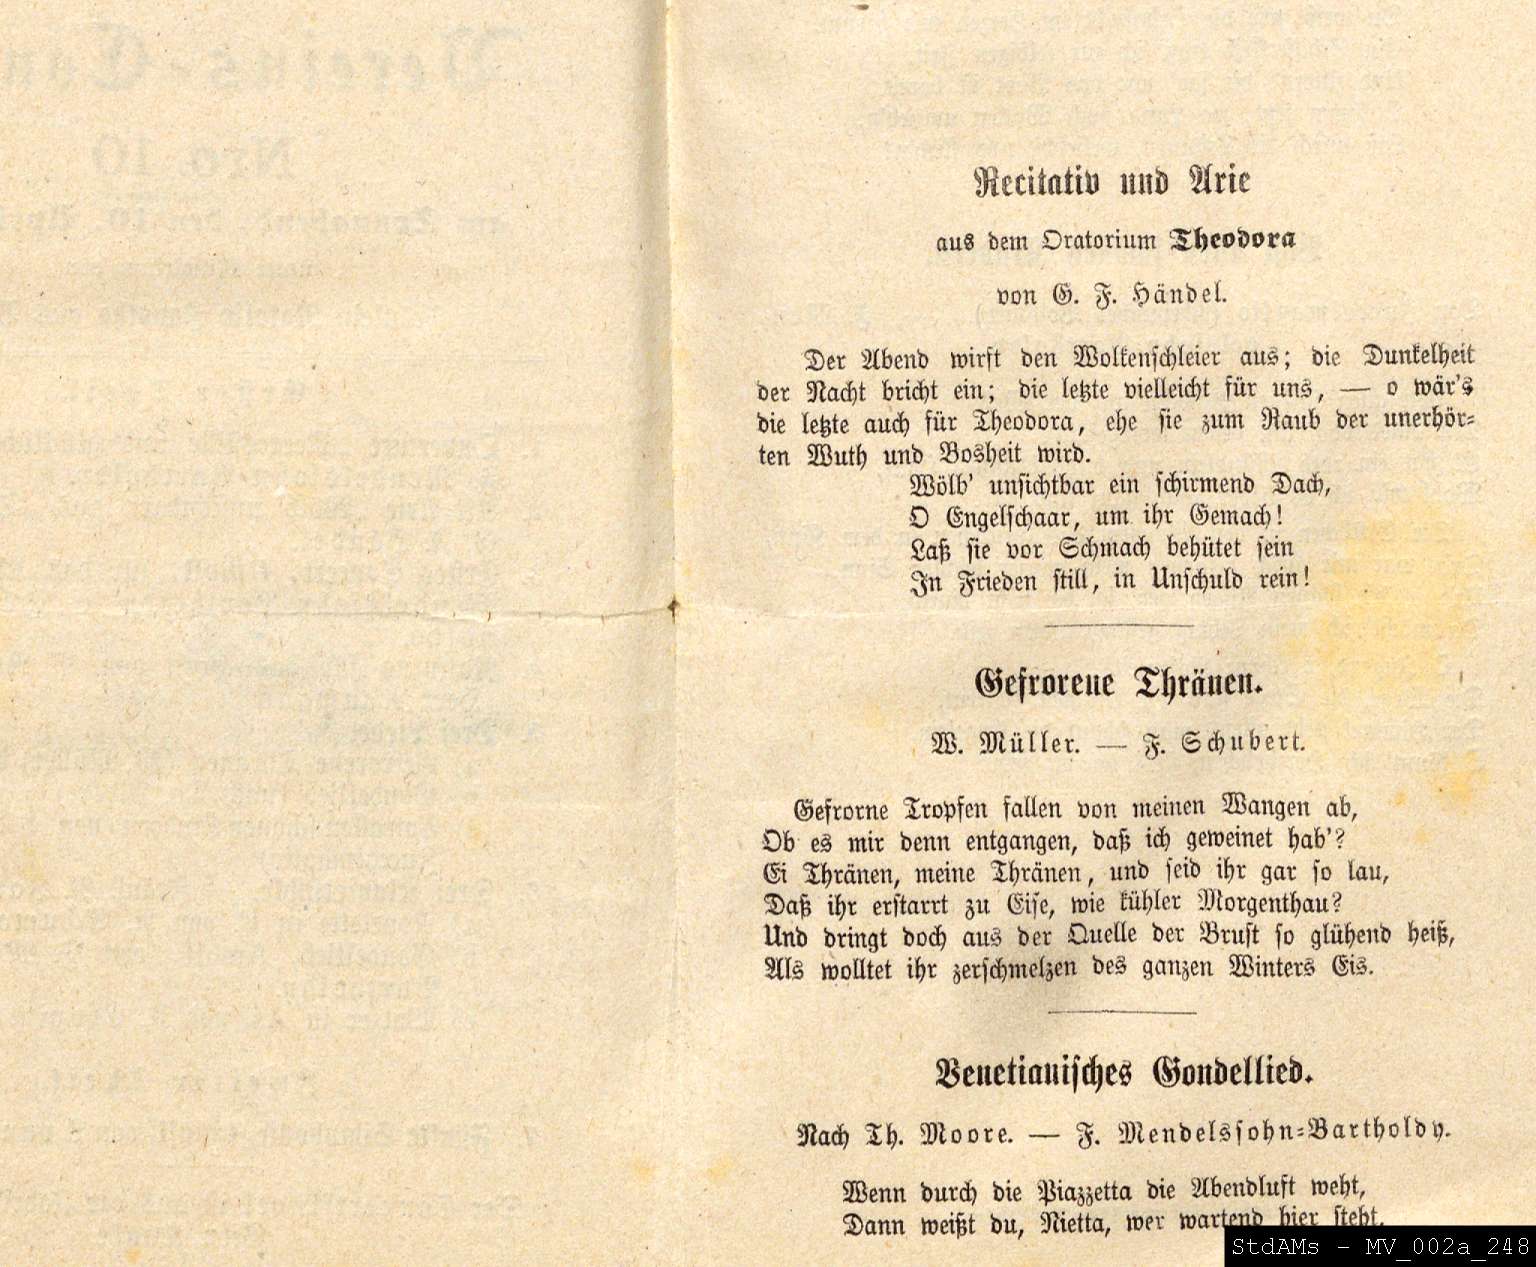 Recitativ und Arie
aus dem Oratorium Theodora
von G. F. Händel.
Der Abend wirft den Wolkenschleier aus; die Dunkelheit
der Nacht bricht ein; die letzte vielleicht für uns, — o wär's
die letzte auch für Theodora, ehe sie zum Raub der unerhör-
ten Wuth und Bosheit wird.
Wölb' unsichtbar ein schirmend Dach,
O Engelschaar, um ihr Gemach!
Laß sie vor Schmach behütet sein
In Frieden still, in Unschuld rein!
Gefrorene Thränen.
W. Müller. — F. Schubert.
Gefrorne Tropfen fallen von meinen Wangen ab,
Ob es mir denn entgangen, daß ich geweinet hab'?
Ei Thränen, meine Thränen, und seid ihr gar so lau,
Daß ihr erstarrt zu Eise, wie kühler Morgenthau?
Und dringt doch aus der Quelle der Brust so glühend heiß,
Als wolltet ihr zerschmelzen des ganzen Winters Eis.
Venetianisches Gondellied.
Nach Th. Moore. — F. Mendelssohn-Bartholdy.
Wenn durch die Piazzetta die Abendluft weht,
Dann weißt du, Nietta, wer wartend hier steht.
StdAMs - MV_002a_248